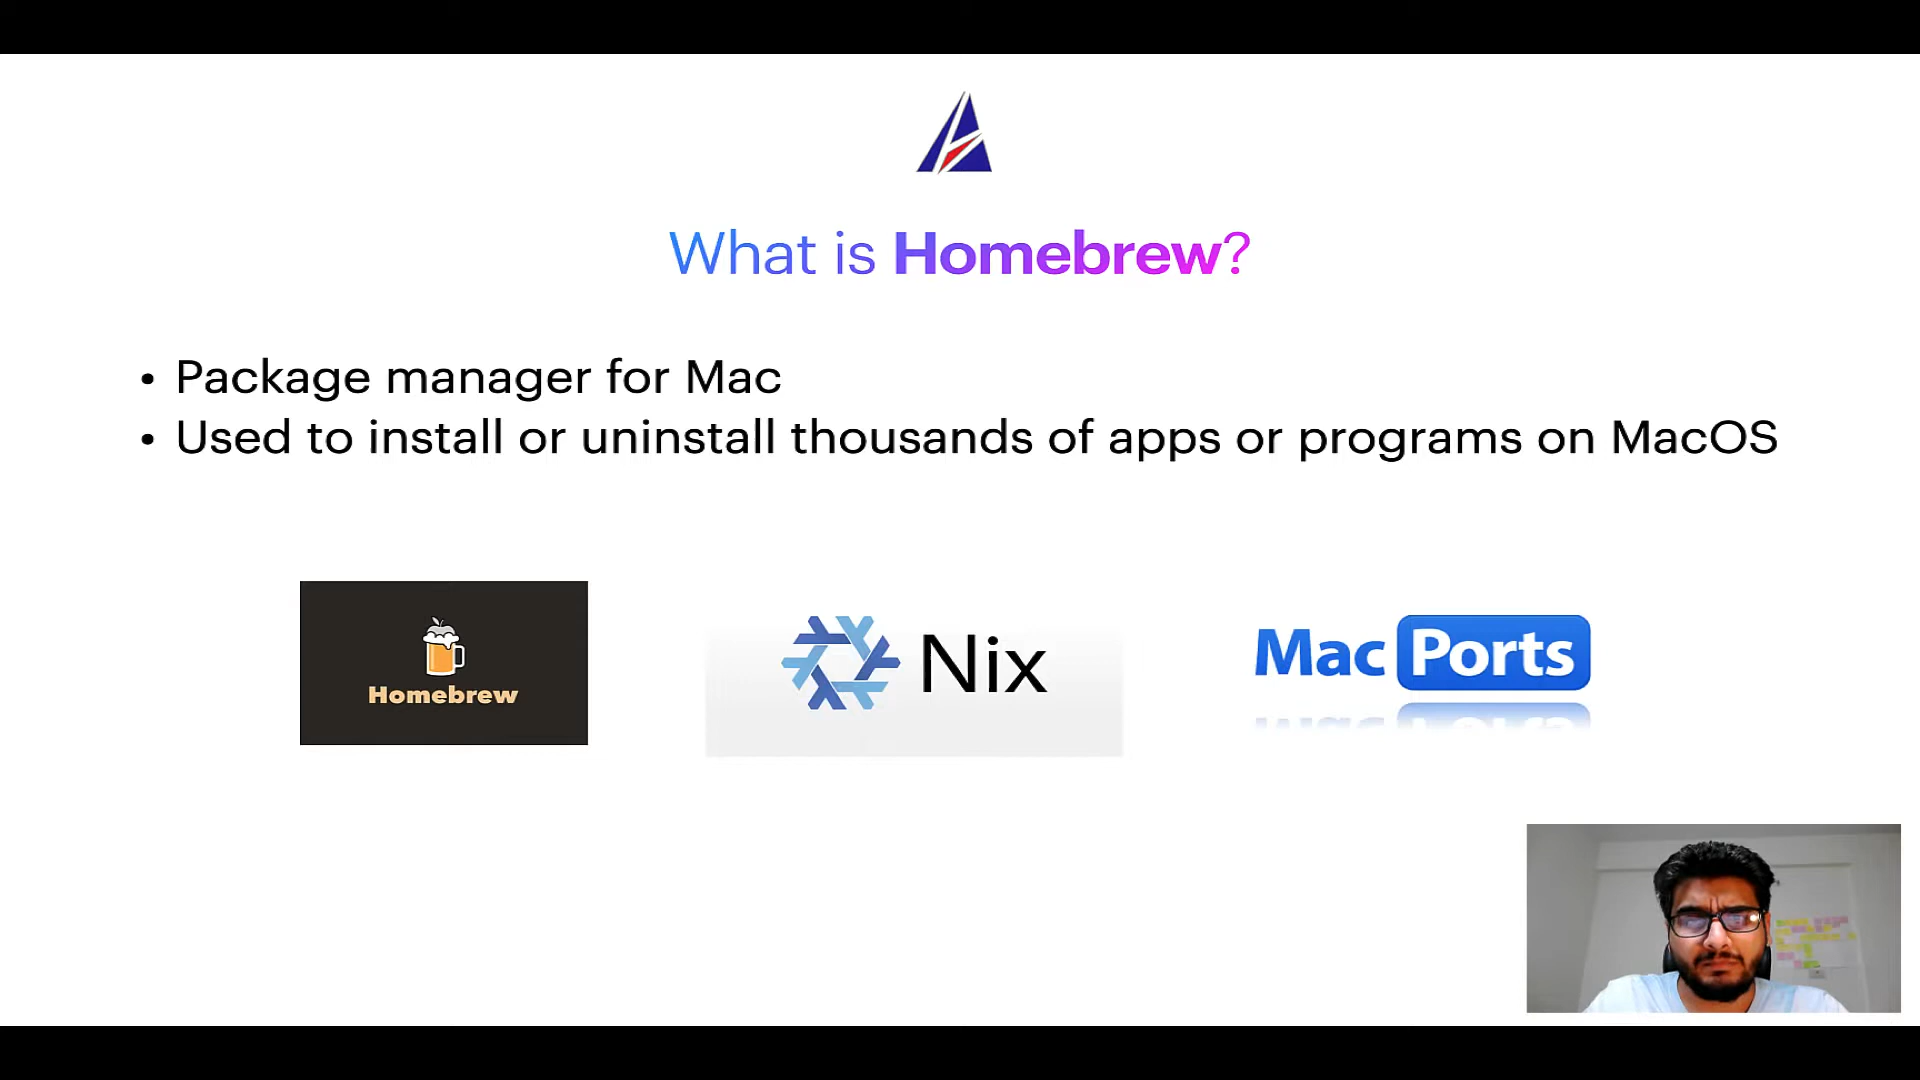 What is Homebrew?
• Package manager for Mac
• Used to install or uninstall thousands of apps or programs on MacOS
Homebrew
Nix
Mac Ports